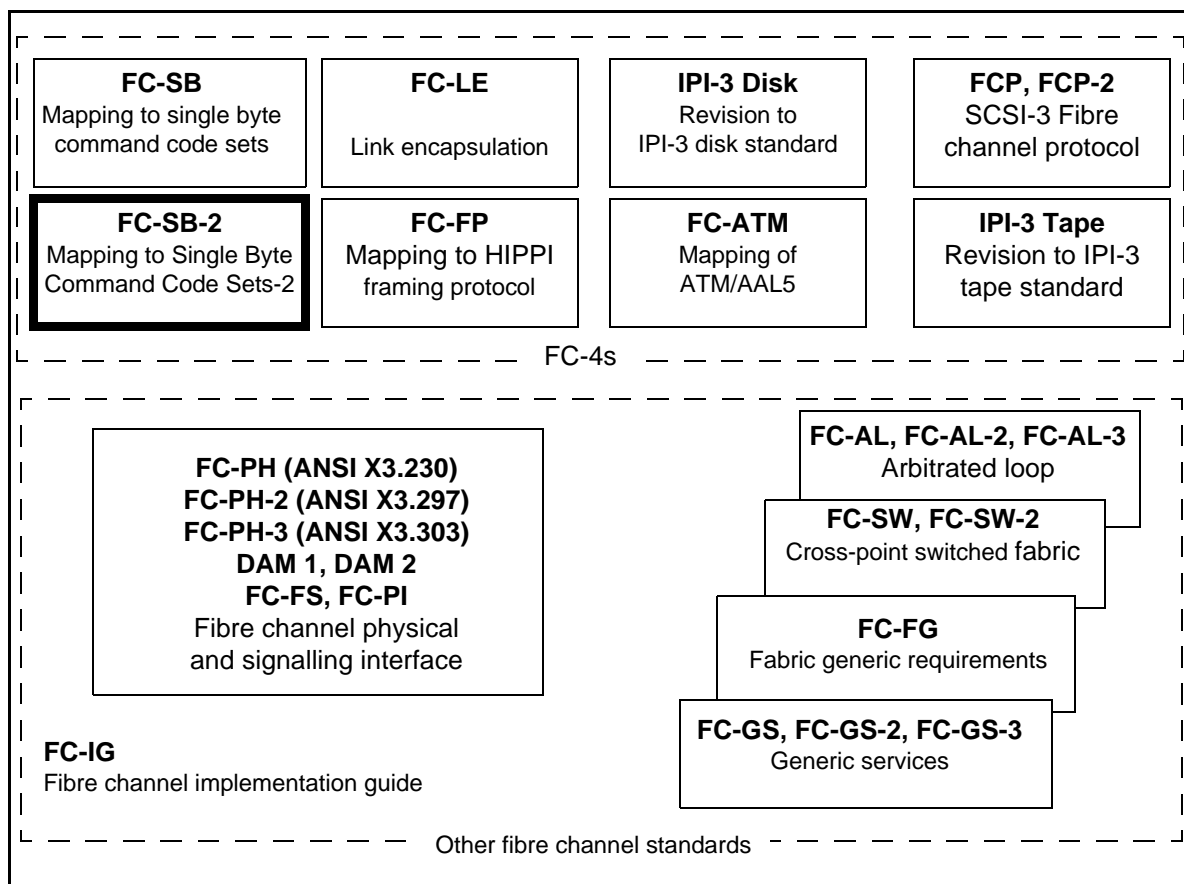 FC-SB
Mapping to single byte
command code sets
FC-LE
Link encapsulation
IPI-3 Disk
Revision to
IPI-3 disk standard
FCP, FCP-2
SCSI-3 Fibre
channel protocol
FC-SB-2
Mapping to Single Byte
Command Code Sets-2
FC-FP
Mapping to HIPPI
framing protocol
FC-ATM
Mapping of
ATM/AAL5
IPI-3 Tape
Revision to IPI-3
tape standard
FC-4s
FC-PH (ANSI X3.230)
FC-PH-2 (ANSI X3.297)
FC-PH-3 (ANSI X3.303)
DAM 1, DAM 2
FC-FS, FC-PI
Fibre channel physical
and signalling interface
FC-AL, FC-AL-2, FC-AL-3
Arbitrated loop
FC-SW, FC-SW-2
Cross-point switched fabric
FC-FG
Fabric generic requirements
FC-GS, FC-GS-2, FC-GS-3
Generic services
FC-IG
Fibre channel implementation guide
Other fibre channel standards